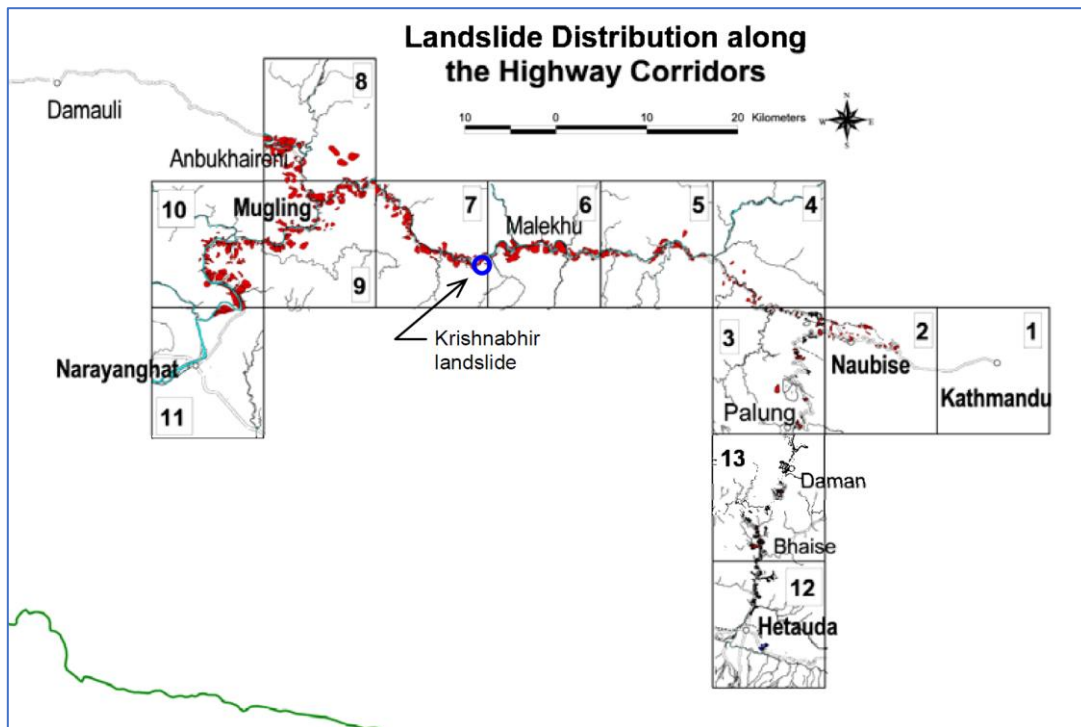 Landslide Distribution along
the Highway Corridors
10 0 10 20 Kilometers
N
W E
S
8
Damauli
Anbukhaireni
10
Mugling
7
Malekhu
6
5
4
9
Krishnabhir
landslide
3
2
1
Narayanghat
Naubise
Kathmandu
Palung
11
13
Daman
Bhaise
12
Hetauda